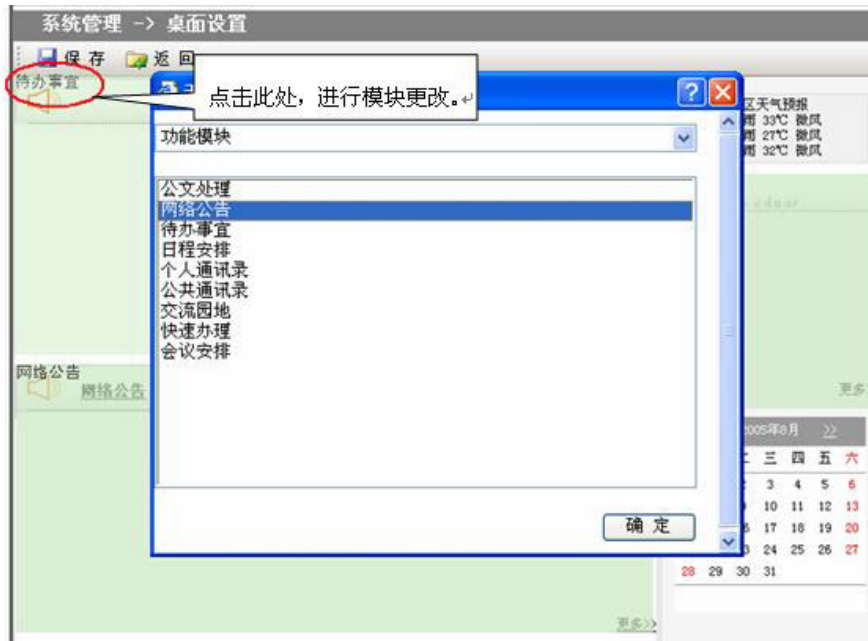 系统管理 -> 桌面设置
保存 返回
待办事宜
点击此处，进行模块更改。
功能模块
公文处理
网络公告
待办事宜
日程安排
个人通讯录
公共通讯录
交流园地
快速办理
会议安排
确定
区天气预报
雨 33℃ 微风
雨 27℃ 微风
雨 32℃ 微风
网络公告
网络公告
更多
2005年8月 >>
三 四 五 六
3 4 5 6
10 11 12 13
17 18 19 20
24 25 26 27
28 29 30 31
更多>>